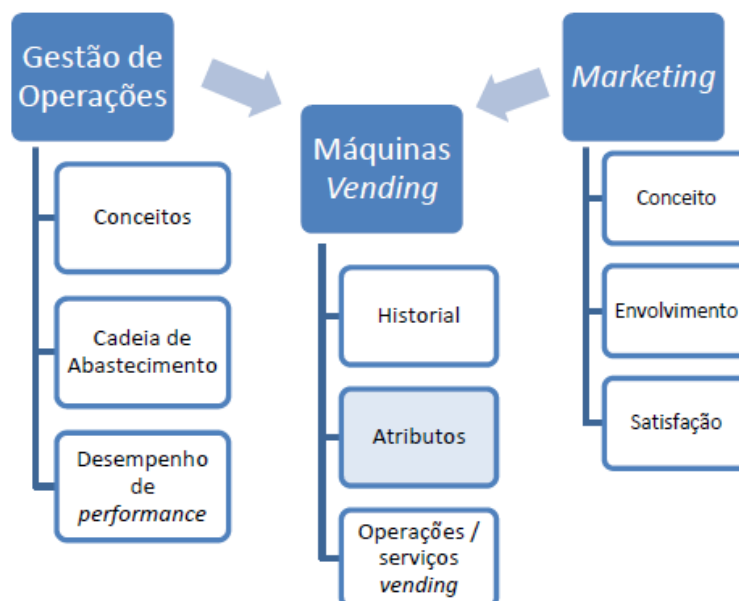 Gestão de
Operações
Conceitos
Cadeia de
Abastecimento
Desempenho
de
performance
Máquinas
Vending
Historial
Atributos
Operações /
serviços
vending
Marketing
Conceito
Envolvimento
Satisfação